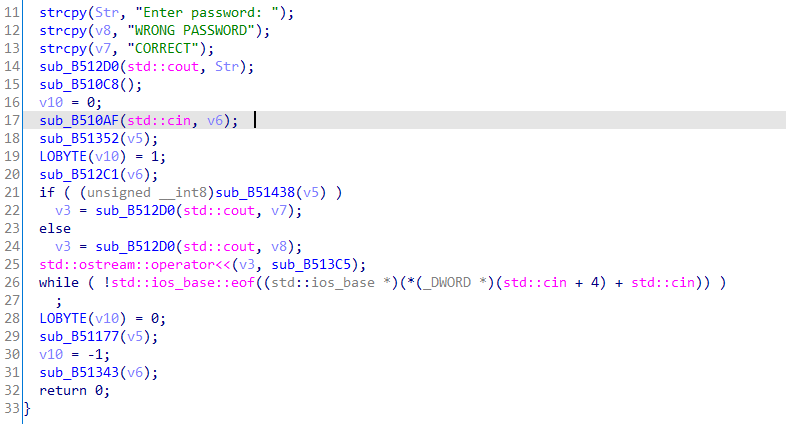 11 strcpy(Str, "Enter password: ");
12 strcpy(v8, "WRONG PASSWORD");
13 strcpy(v7, "CORRECT");
14 sub_B512D0(std::cout, Str);
15 sub_B510C8();
16 v10 = 0;
17 sub_B510AF(std::cin, v6);
18 sub_B51352(v5);
19 LOBYTE(v10) = 1;
20 sub_B512C1(v6);
21 if ( (unsigned __int8)sub_B51438(v5) )
22 v3 = sub_B512D0(std::cout, v7);
23 else
24 v3 = sub_B512D0(std::cout, v8);
25 std::ostream::operator<<(v3, sub_B513C5);
26 while ( !std::ios_base::eof((std::ios_base *)(*(_DWORD *)(std::cin + 4) + std::cin)) )
27 ;
28 LOBYTE(v10) = 0;
29 sub_B51177(v5);
30 v10 = -1;
31 sub_B51343(v6);
32 return 0;
33 }